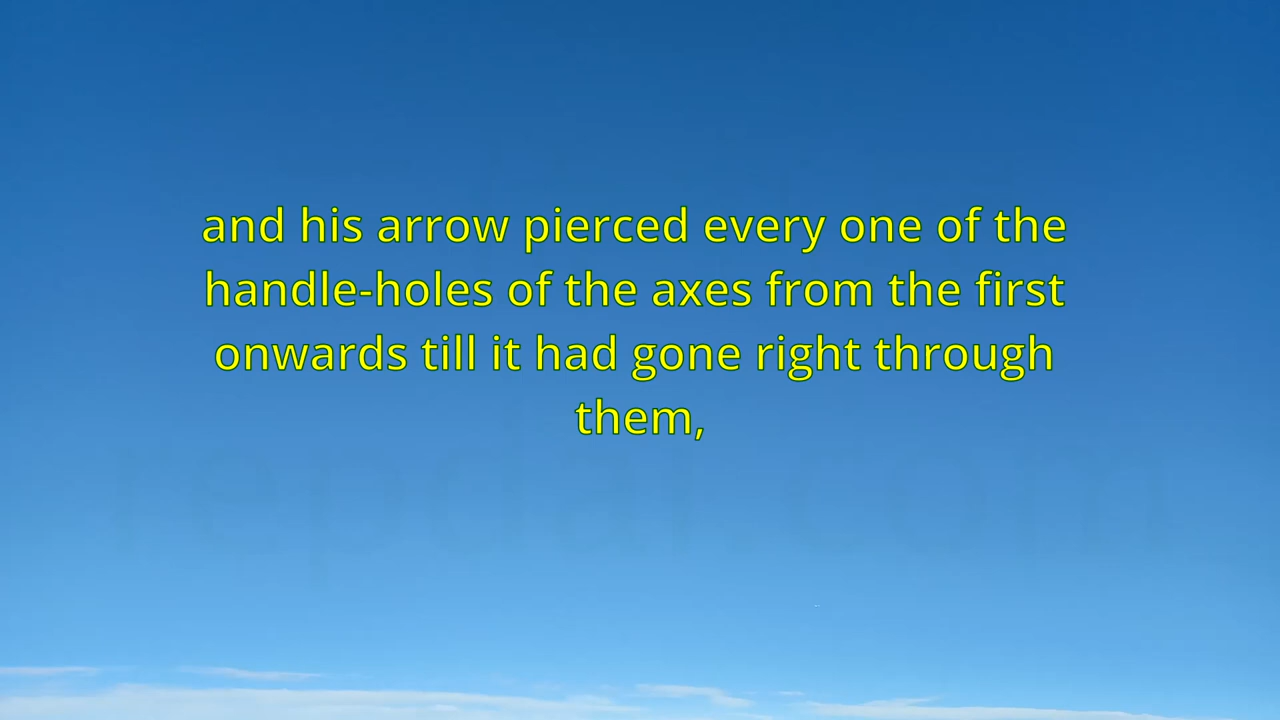 and his arrow pierced every one of the
handle-holes of the axes from the first
onwards till it had gone right through
them,